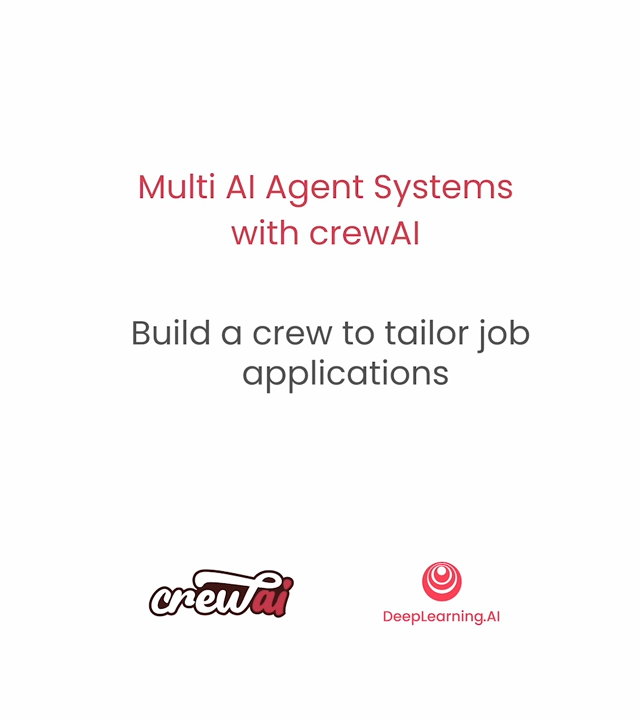 Multi AI Agent Systems
with crewAI
Build a crew to tailor job
applications
crewai
DeepLearning.AI